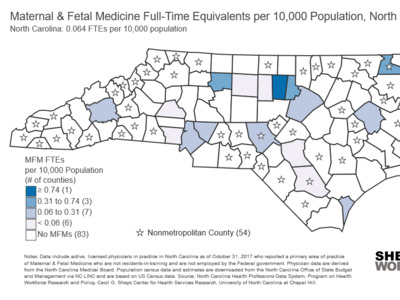 Maternal & Fetal Medicine Full-Time Equivalents per 10,000 Population, North
North Carolina: 0.064 FTEs per 10,000 population
MFM FTEs
per 10,000 Population
(# of counties)
≥ 0.74 (1)
0.31 to 0.74 (3)
0.06 to 0.31 (7)
< 0.06 (6)
No MFMs (83)
Nonmetropolitan County (54)
SHE
WOR
Notes: Data include active, licensed physicians in practice in North Carolina as of October 31, 2017 who reported a primary area of practice
of Maternal & Fetal Medicine and who are not residents-in-training and are not employed by the Federal government. Physician data are
derived from the North Carolina Medical Board. Population census data and estimates are downloaded from the North Carolina Office of State Budget
and Management via NC LINC and are based on US Census data. Source: North Carolina Health Professions Data System, Program on Health
Workforce Research and Policy, Cecil G. Sheps Center for Health Services Research, University of North Carolina at Chapel Hill